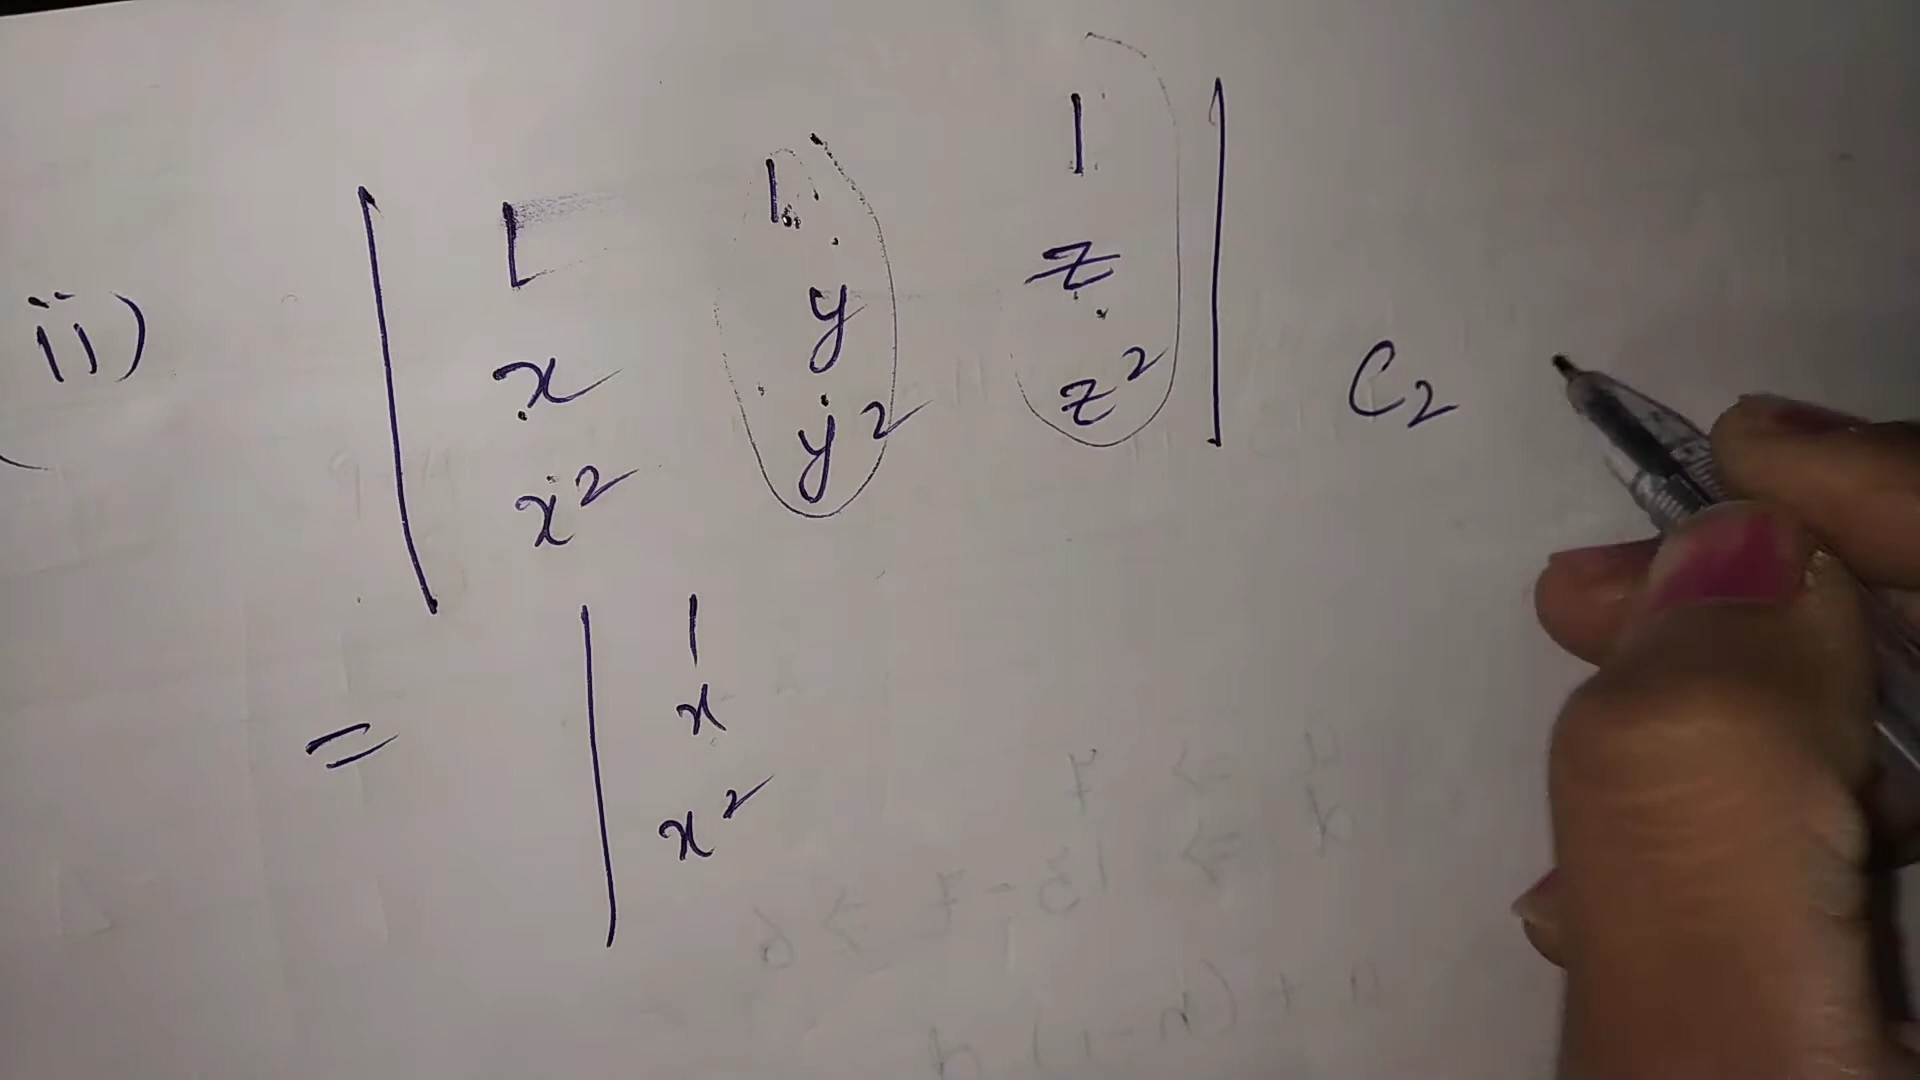 ii) | 1 1 1 |
| x y z |
| x² y² z² | C₂
= | 1
| x
| x²